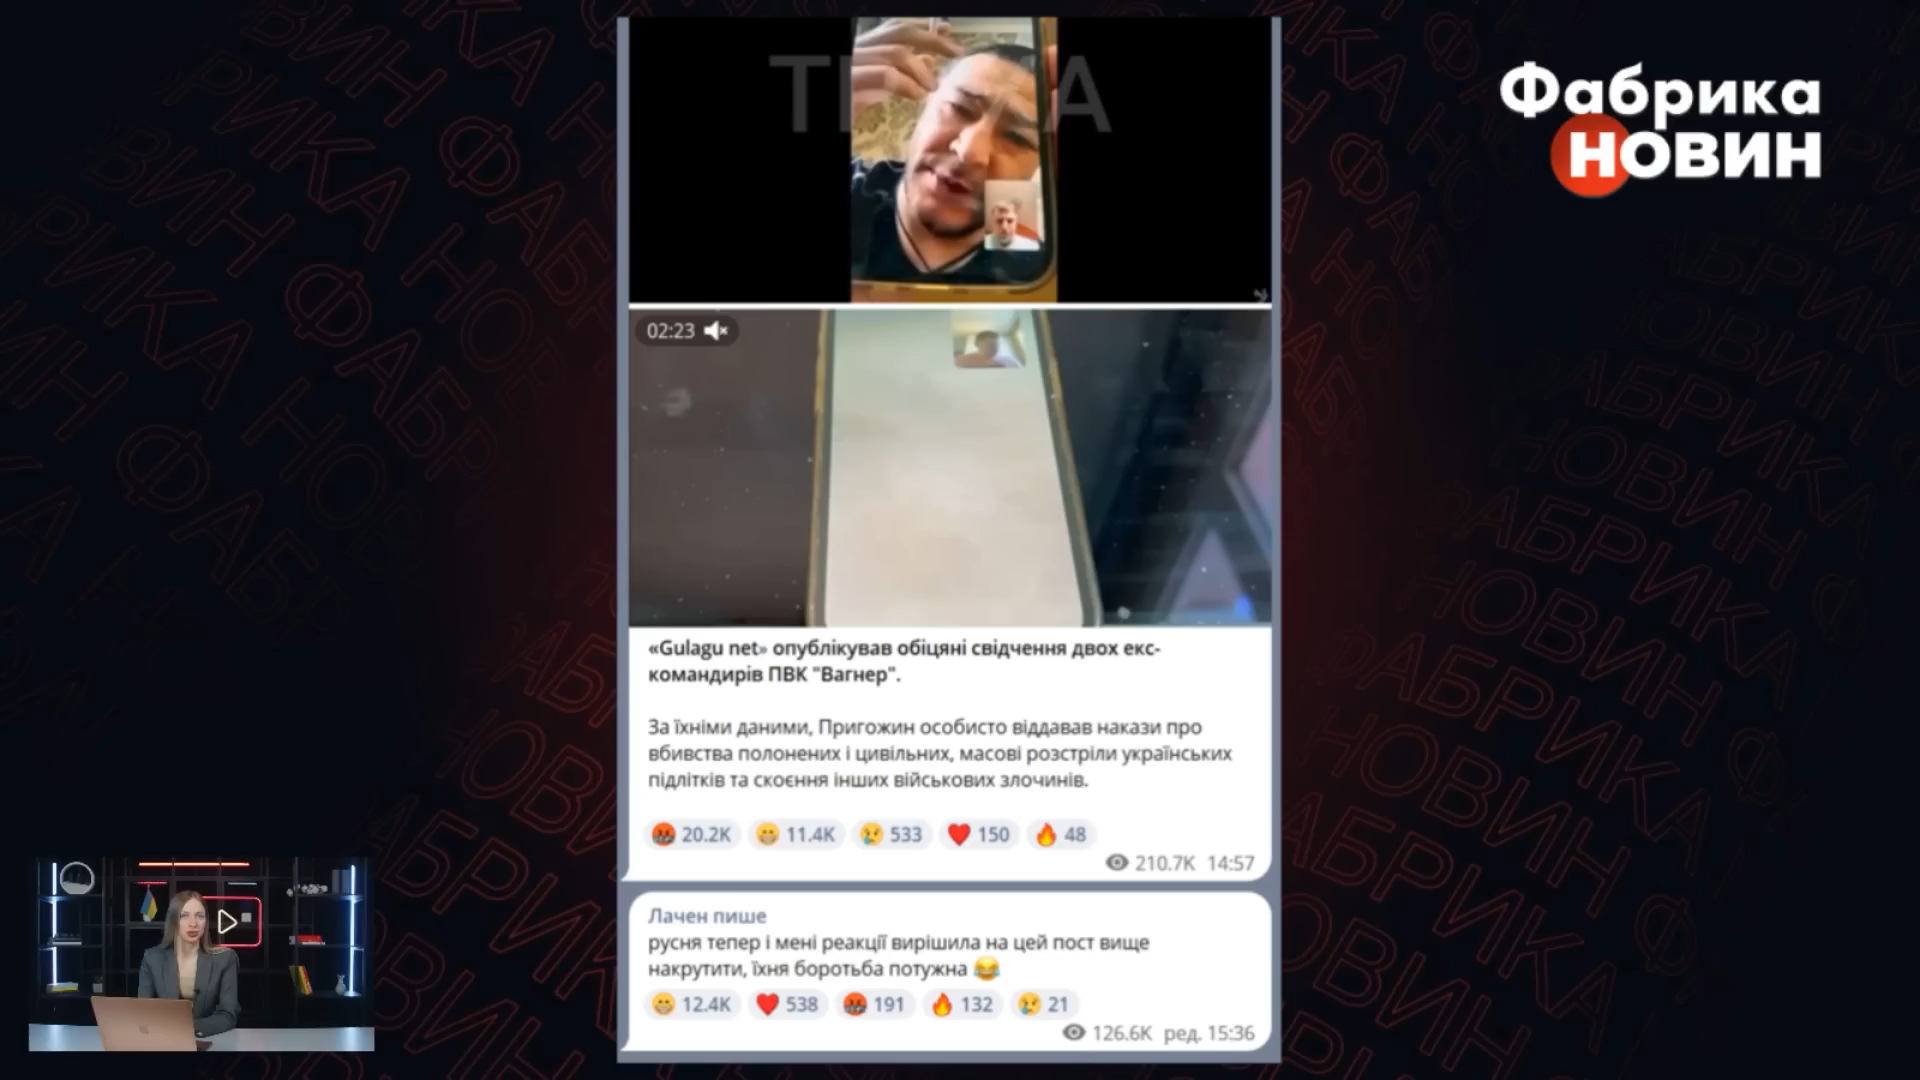 Фабрика
новин
02:23
«Gulagu net» опублікував обіцяні свідчення двох екс-
командирів ПВК "Вагнер".
За їхніми даними, Пригожин особисто віддавав накази про
вбивства полонених і цивільних, масові розстріли українських
підлітків та скоєння інших військових злочинів.
20.2K 11.4K 533 150 48
210.7K 14:57
Лачен пише
русня тепер і мені реакції вирішила на цей пост вище
накрутити, їхня боротьба потужна 😂
12.4K 538 191 132 21
126.6K ред. 15:36